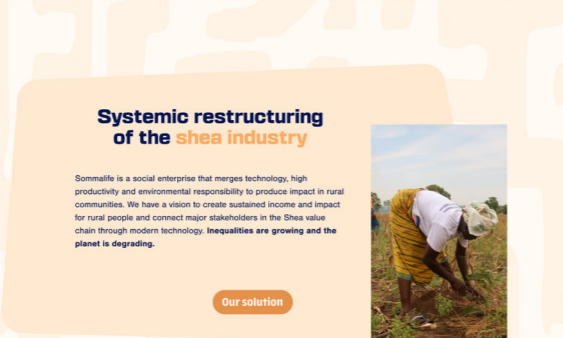 Systemic restructuring
of the shea industry
Sommalife is a social enterprise that merges technology, high
productivity and environmental responsibility to produce impact in rural
communities. We have a vision to create sustained income and impact
for rural people and connect major stakeholders in the Shea value
chain through modern technology. Inequalities are growing and the
planet is degrading.
Our solution